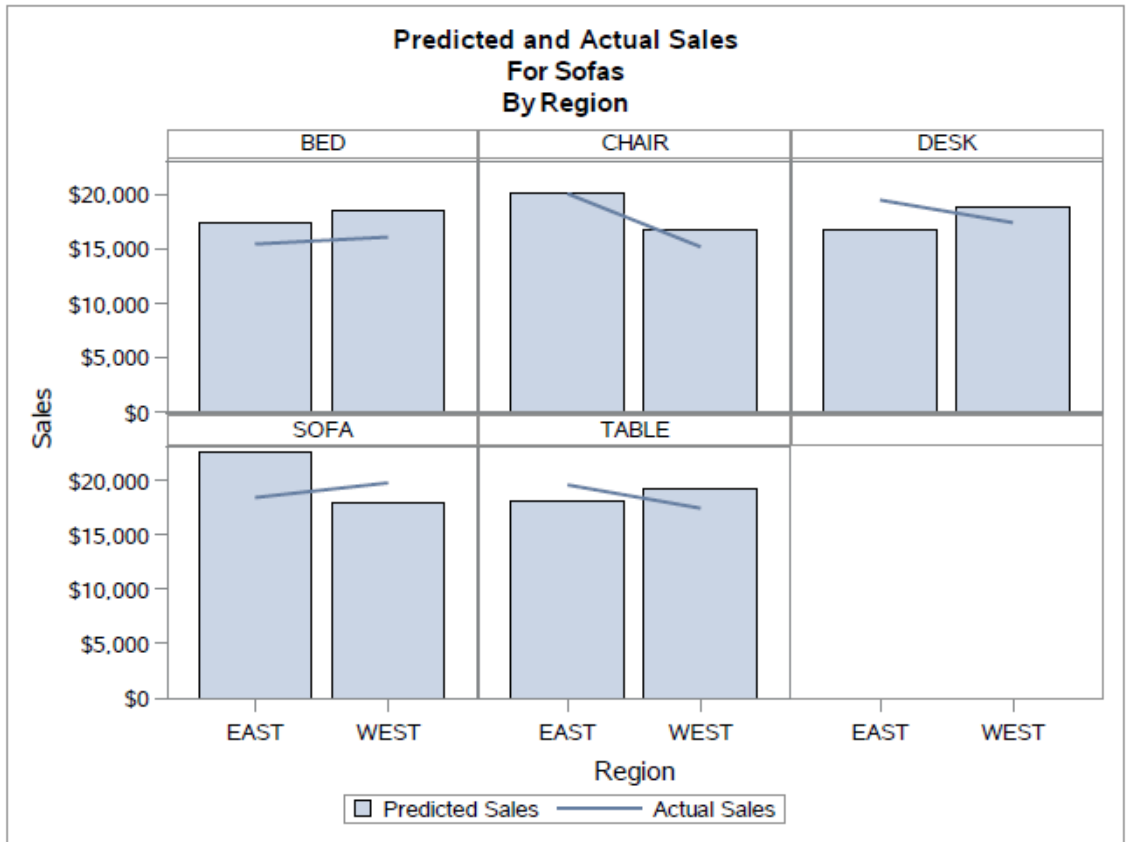 Predicted and Actual Sales
For Sofas
By Region
BED CHAIR DESK
$20,000
$15,000
$10,000
$5,000
$0
Sales
SOFA TABLE
$20,000
$15,000
$10,000
$5,000
$0
EAST WEST EAST WEST EAST WEST
Region
Predicted Sales Actual Sales